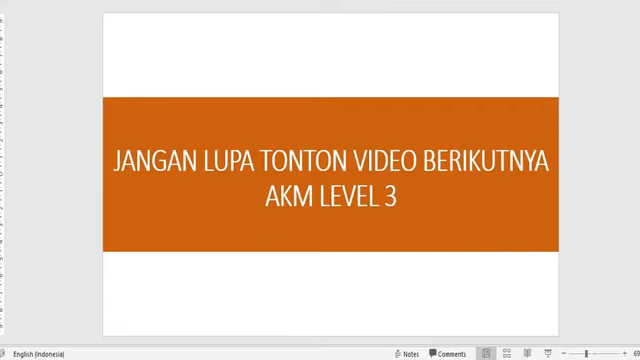 JANGAN LUPA TONTON VIDEO BERIKUTNYA
AKM LEVEL 3
English (Indonesia)
Notes
Comments